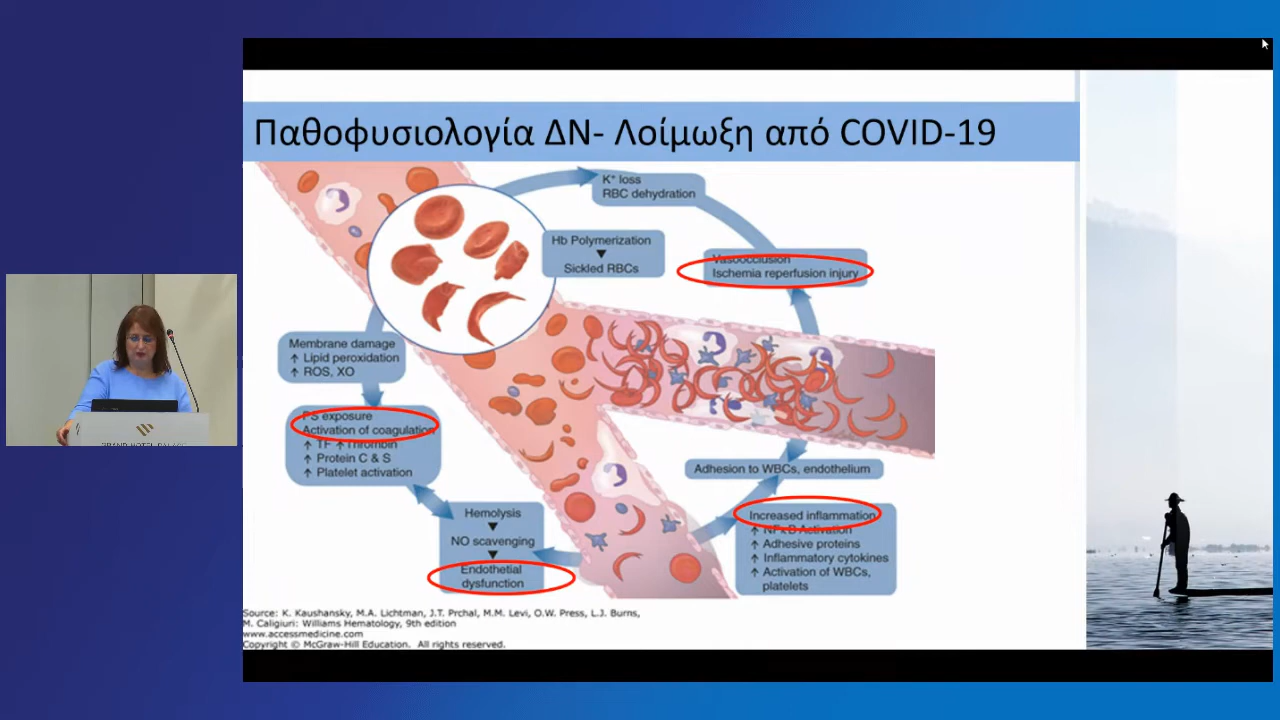 Παθοφυσιολογία ΔΝ- Λοίμωξη από COVID-19
K⁺ loss
RBC dehydration
Hb Polymerization
▼
Sickled RBCs
Vasoocclusion
Ischemia reperfusion injury
Membrane damage
↑ Lipid peroxidation
↑ ROS, XO
PS exposure
Activation of coagulation
↑ TF ↑ Thrombin
↑ Protein C & S
↑ Platelet activation
Adhesion to WBCs, endothelium
Hemolysis
▼
NO scavenging
▼
Endothelial
dysfunction
Increased inflammation
↑ NFκB Activation
↑ Adhesive proteins
↑ Inflammatory cytokines
↑ Activation of WBCs,
platelets
Source: K. Kaushansky, M.A. Lichtman, J.T. Prchal, M.M. Levi, O.W. Press, L.J. Burns,
M. Caligiuri: Williams Hematology, 9th edition
www.accessmedicine.com
Copyright © McGraw-Hill Education. All rights reserved.
GRAND HOTEL PALACE